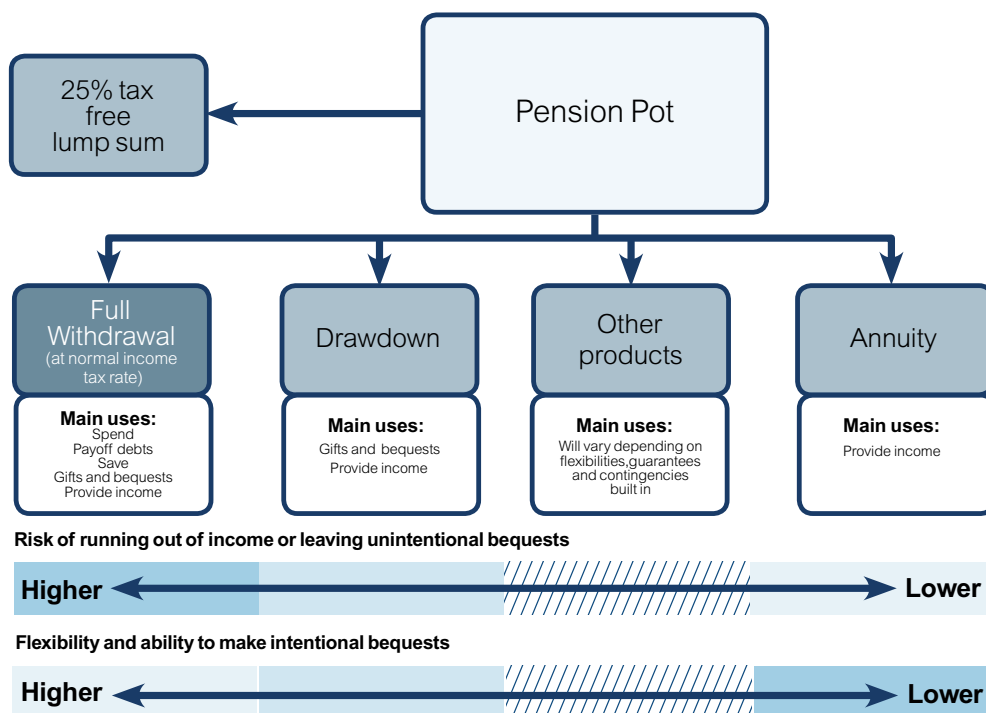 25% tax
free
lump sum
Pension Pot
Full
Withdrawal
(at normal income
tax rate)
Drawdown
Other
products
Annuity
Main uses:
Spend
Payoff debts
Save
Gifts and bequests
Provide income
Main uses:
Gifts and bequests
Provide income
Main uses:
Will vary depending on
flexibilities,guarantees
and contingencies
built in
Main uses:
Provide income
Risk of running out of income or leaving unintentional bequests
Higher
Lower
Flexibility and ability to make intentional bequests
Higher
Lower